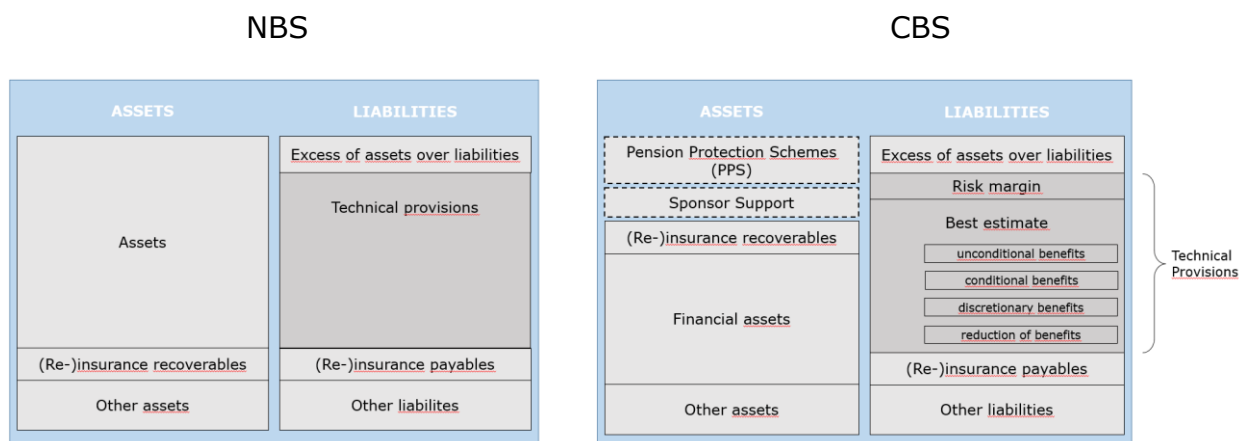 NBS
ASSETS
LIABILITIES
Assets
(Re-)insurance recoverables
Other assets
Excess of assets over liabilities
Technical provisions
(Re-)insurance payables
Other liabilites
CBS
ASSETS
LIABILITIES
Pension Protection Schemes
(PPS)
Sponsor Support
(Re-)insurance recoverables
Financial assets
Other assets
Excess of assets over liabilities
Risk margin
Best estimate
unconditional benefits
conditional benefits
discretionary benefits
reduction of benefits
(Re-)insurance payables
Other liabilities
Technical
Provisions